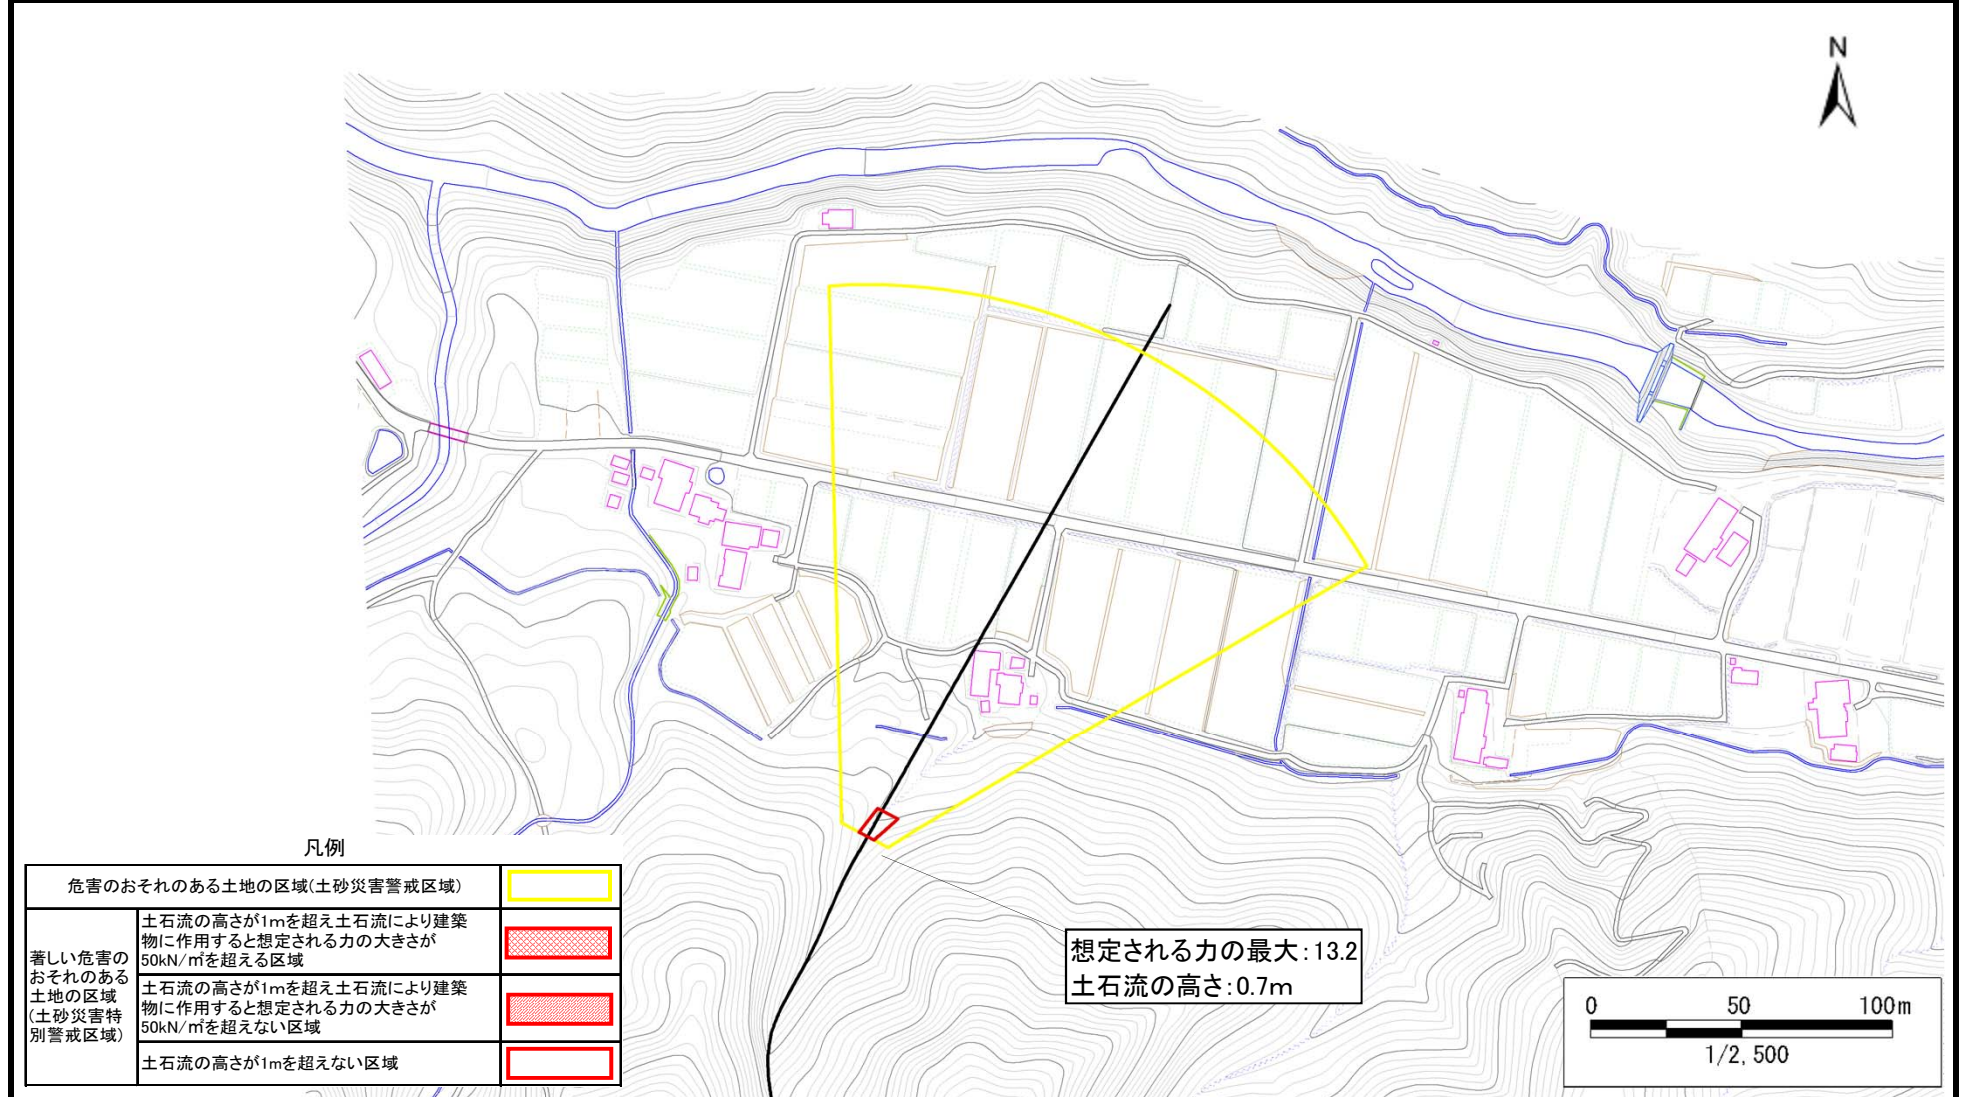 N
凡例
危害のおそれのある土地の区域(土砂災害警戒区域)
著しい危害の
おそれのある
土地の区域
(土砂災害特
別警戒区域)
土石流の高さが1mを超え土石流により建築
物に作用すると想定される力の大きさが
50kN/㎡を超える区域
土石流の高さが1mを超え土石流により建築
物に作用すると想定される力の大きさが
50kN/㎡を超えない区域
土石流の高さが1mを超えない区域
想定される力の最大:13.2
土石流の高さ:0.7m
0 50 100m
1/2,500